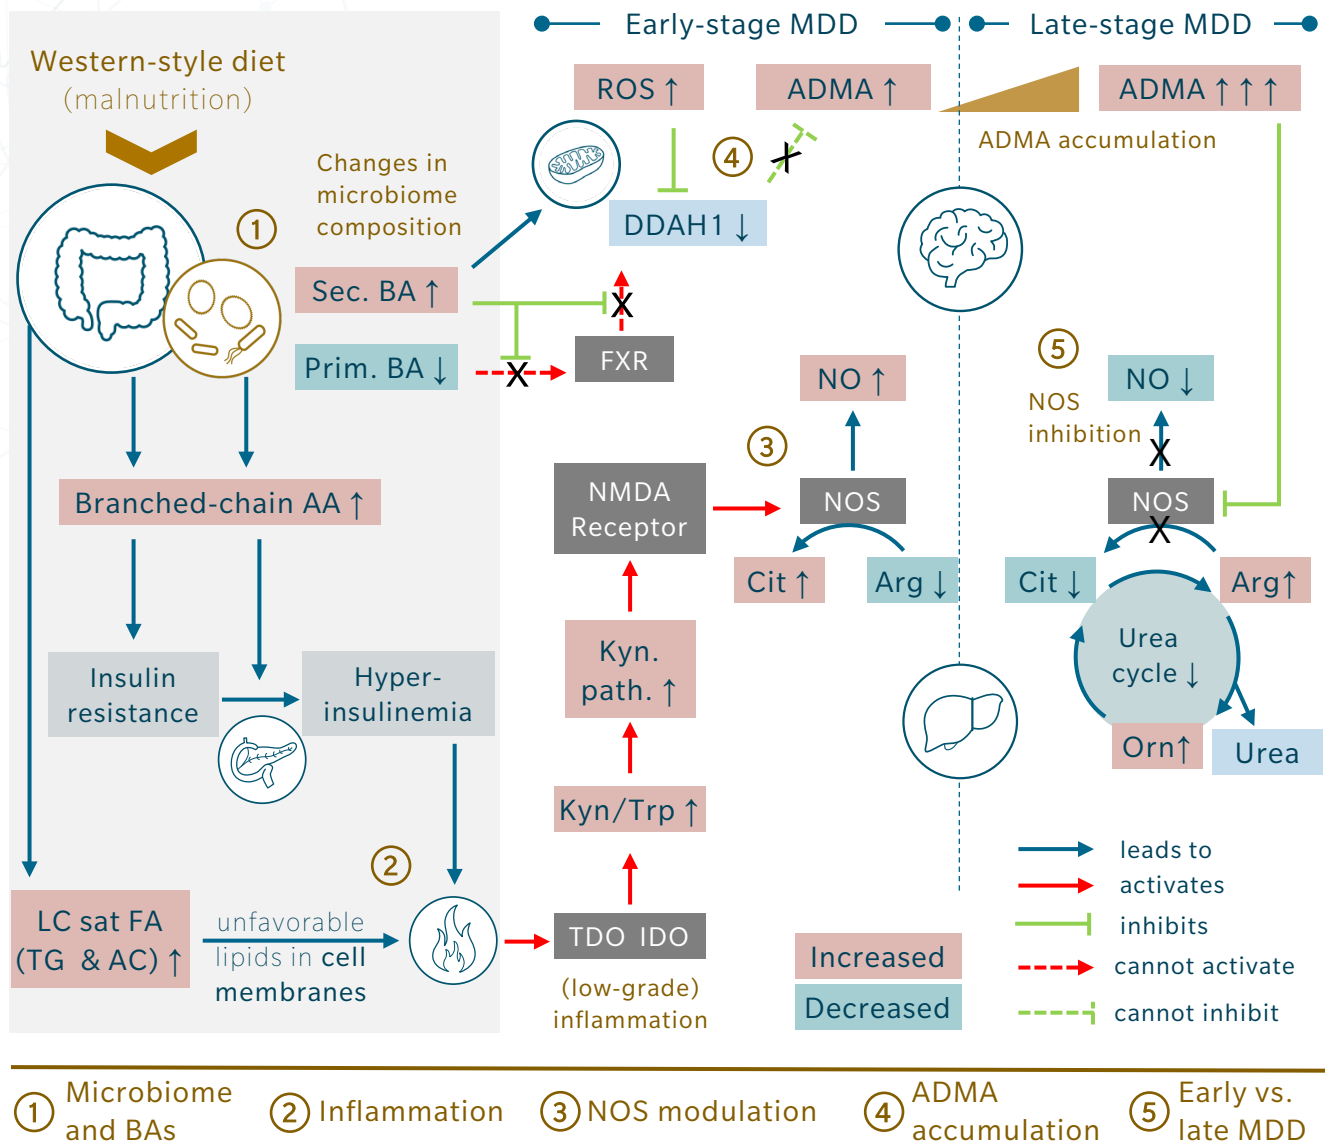 Early-stage MDD
Late-stage MDD
Western-style diet
(malnutrition)
ROS ↑
ADMA ↑
ADMA ↑ ↑ ↑
ADMA accumulation
Changes in
microbiome
composition
1
4
DDAH1 ↓
Sec. BA ↑
Prim. BA ↓
X
X
X
FXR
NO ↑
5
NO ↓
NOS
inhibition
X
3
Branched-chain AA ↑
NMDA
Receptor
NOS
NOS
X
Cit ↑
Arg ↓
Cit ↓
Arg↑
Urea
cycle ↓
Kyn.
path. ↑
Insulin
resistance
Hyper-
insulinemia
Orn↑
Urea
Kyn/Trp ↑
2
LC sat FA
(TG & AC) ↑
unfavorable
lipids in cell
membranes
TDO IDO
(low-grade)
inflammation
Increased
Decreased
leads to
activates
inhibits
cannot activate
cannot inhibit
1 Microbiome
and BAs
2 Inflammation
3 NOS modulation
4 ADMA
accumulation
5 Early vs.
late MDD